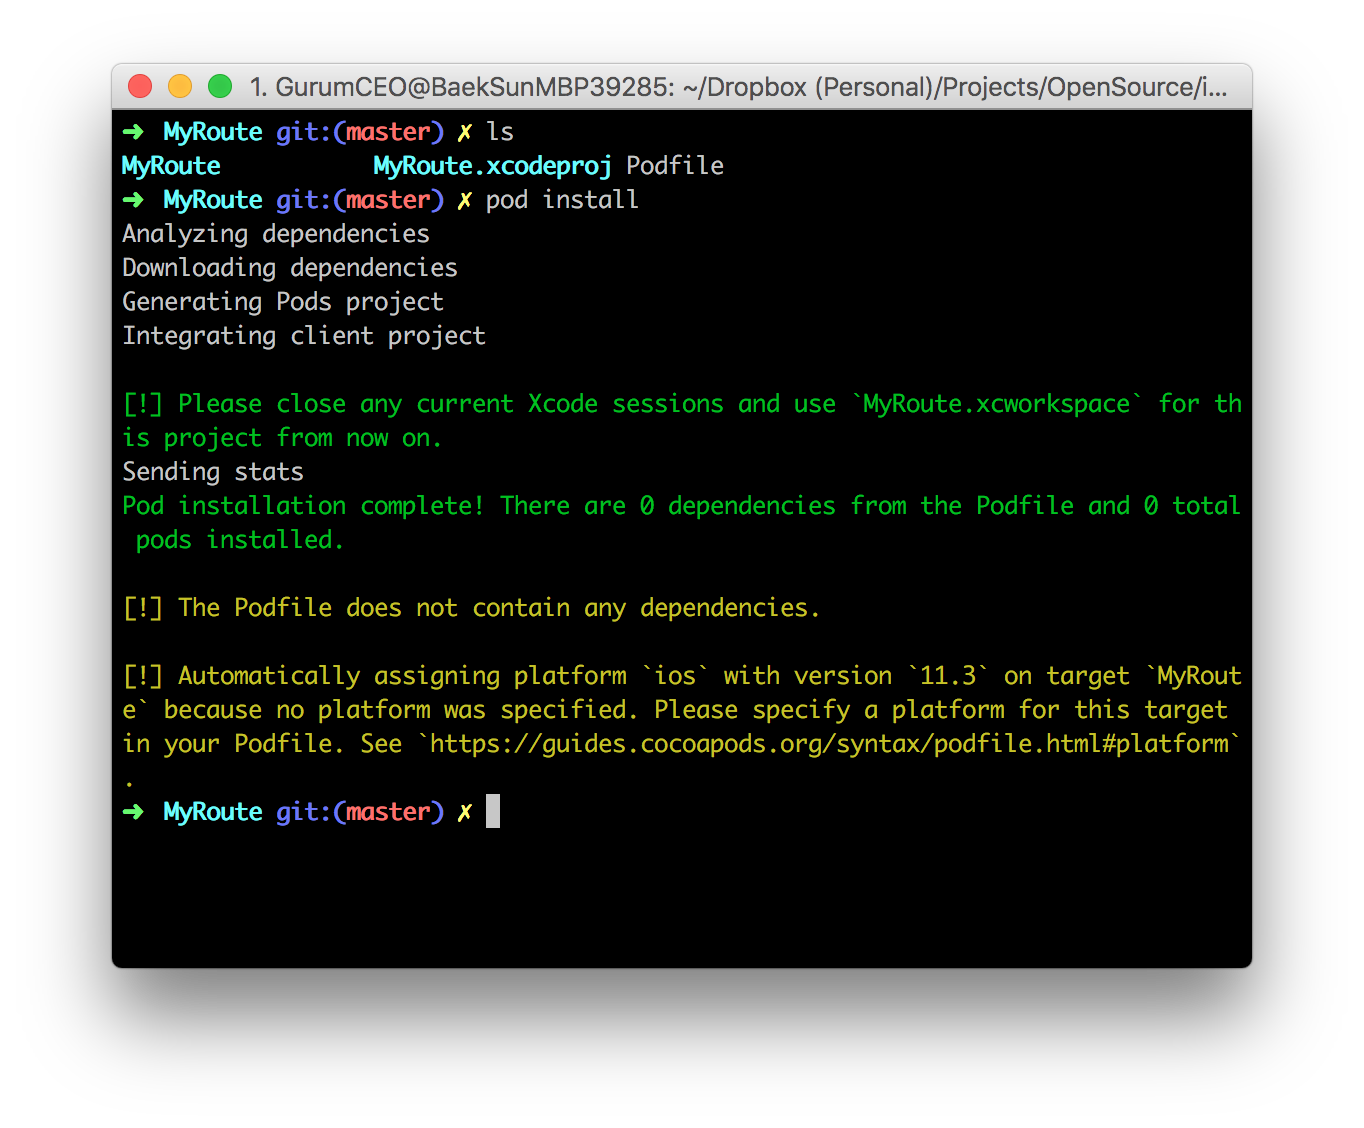 1. GurumCEO@BaekSunMBP39285: ~/Dropbox (Personal)/Projects/OpenSource/i...
➜ MyRoute git:(master) ✗ ls
MyRoute MyRoute.xcodeproj Podfile
➜ MyRoute git:(master) ✗ pod install
Analyzing dependencies
Downloading dependencies
Generating Pods project
Integrating client project
[!] Please close any current Xcode sessions and use `MyRoute.xcworkspace` for th
is project from now on.
Sending stats
Pod installation complete! There are 0 dependencies from the Podfile and 0 total
pods installed.
[!] The Podfile does not contain any dependencies.
[!] Automatically assigning platform `ios` with version `11.3` on target `MyRout
e` because no platform was specified. Please specify a platform for this target
in your Podfile. See `https://guides.cocoapods.org/syntax/podfile.html#platform`
.
➜ MyRoute git:(master) ✗